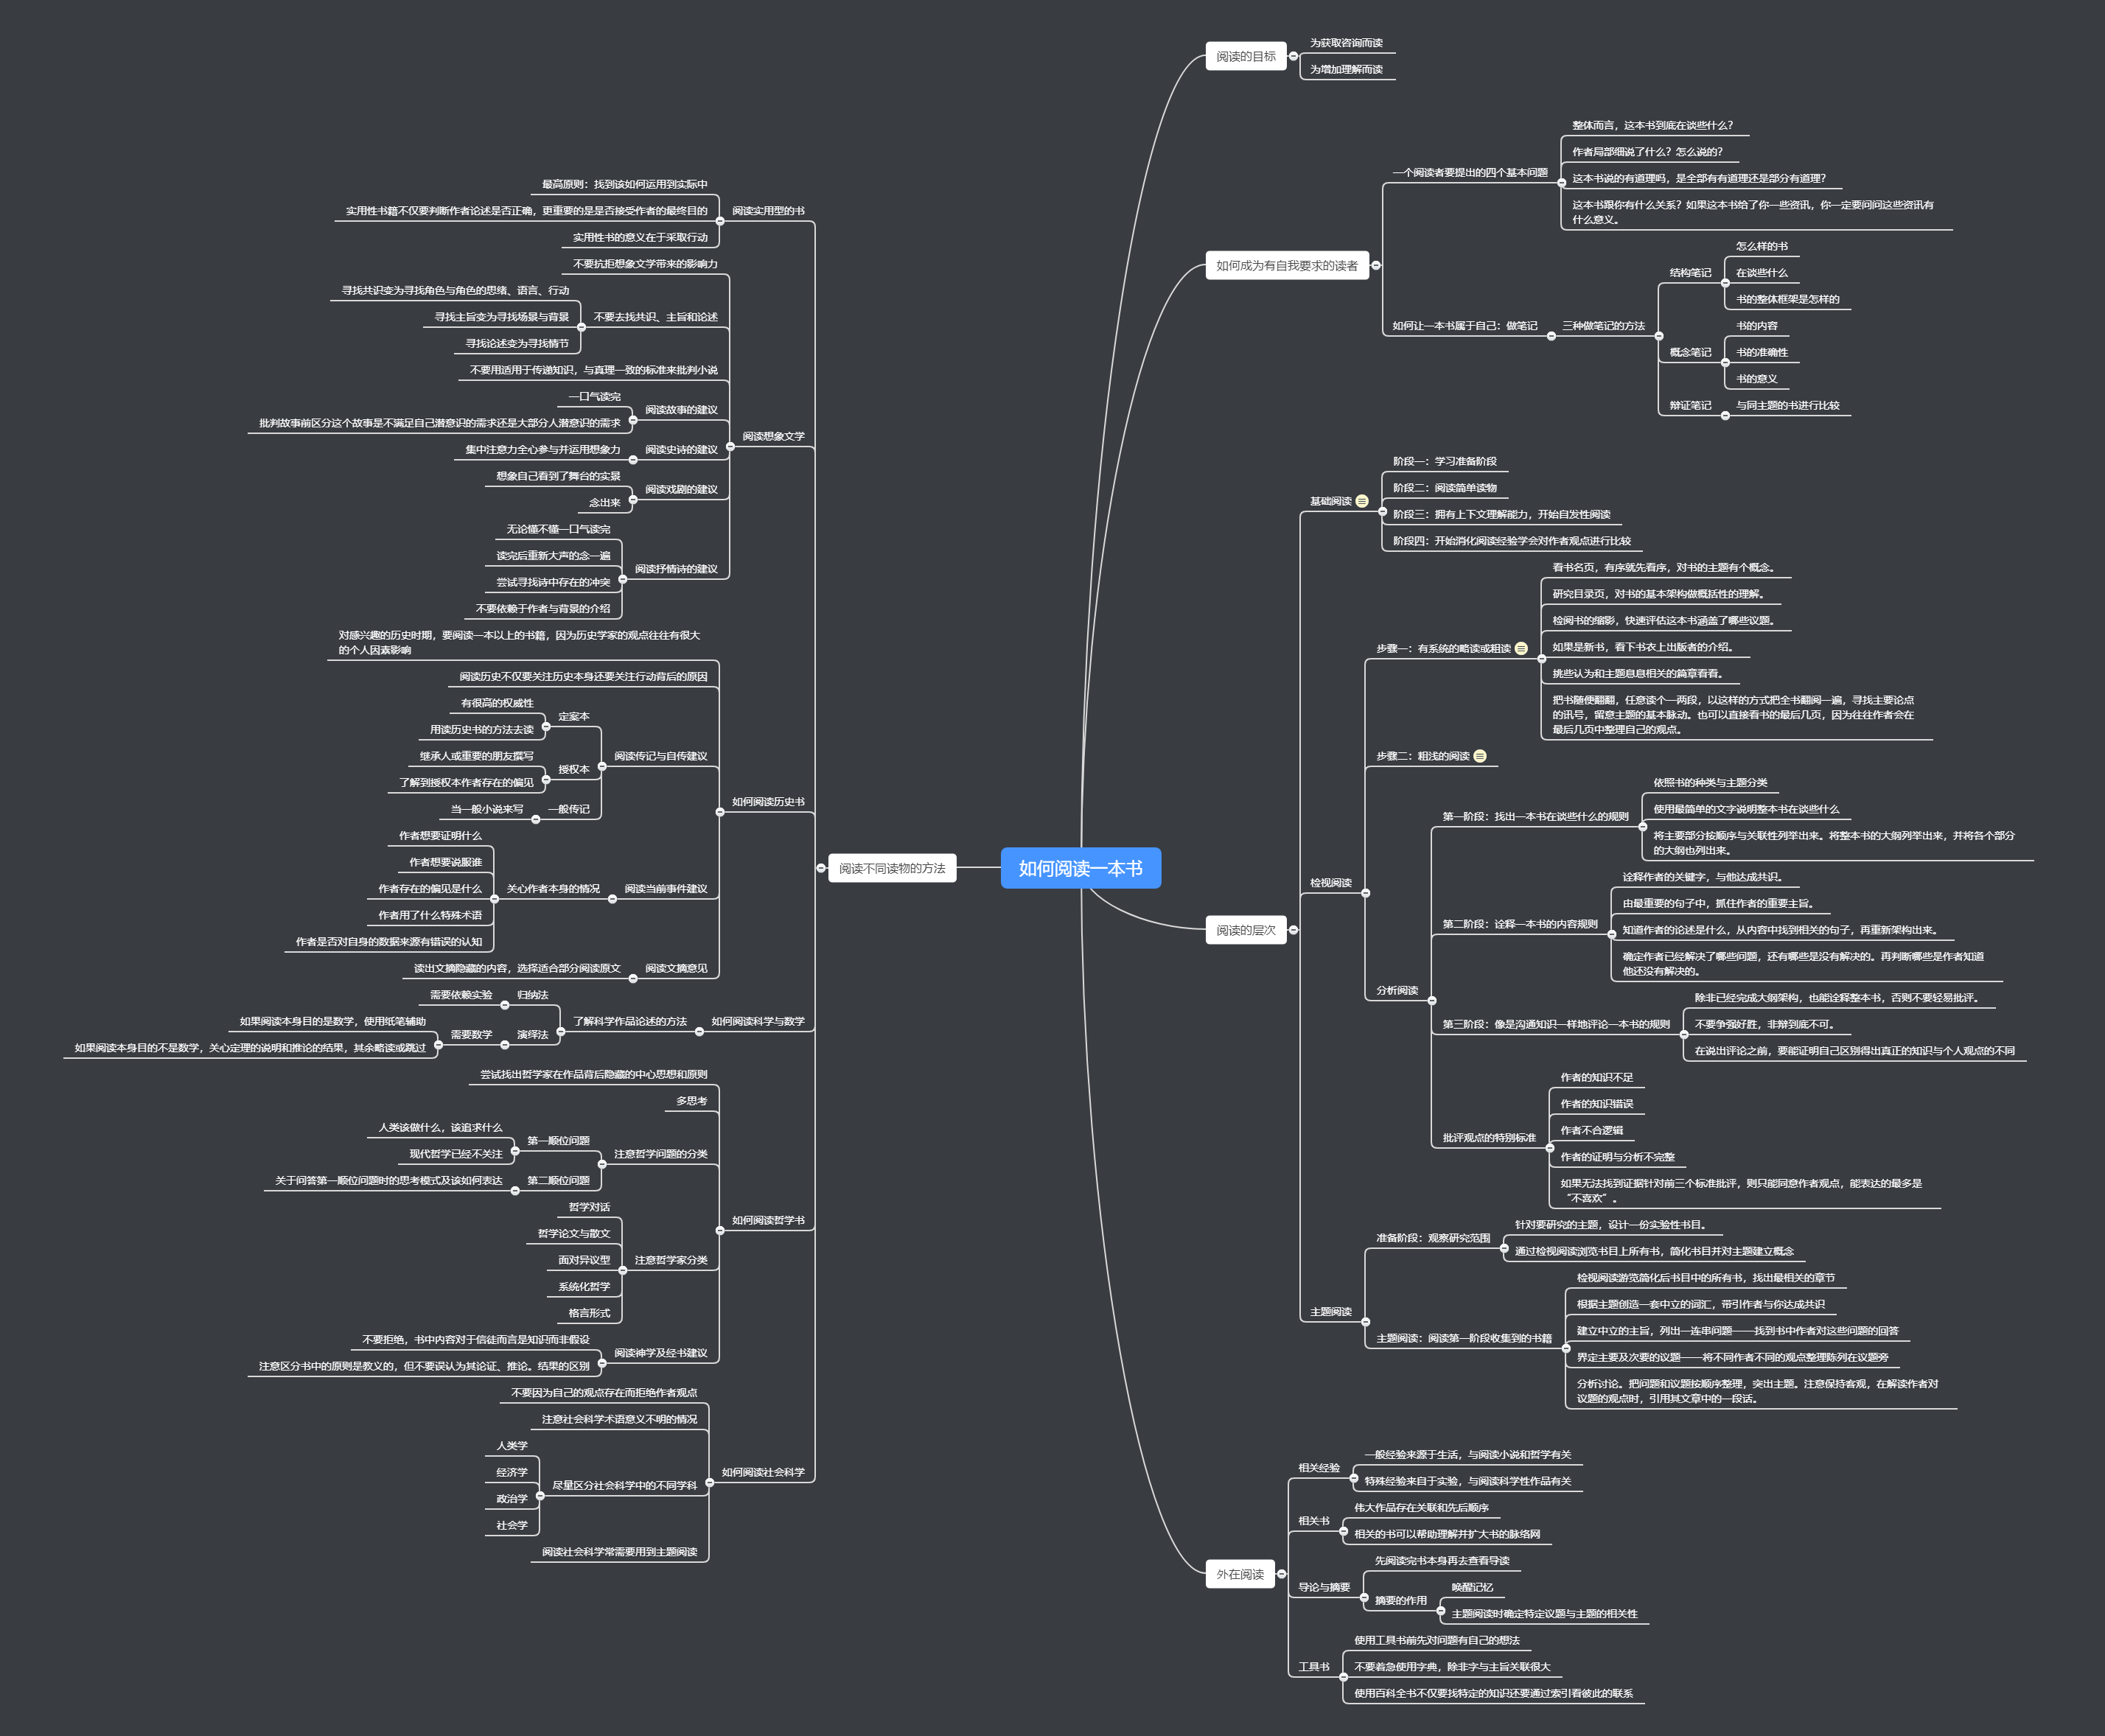 如何阅读一本书
阅读的目标
为获取咨询而读
为增加理解而读
如何成为有自我要求的读者
一个阅读者要提出的四个基本问题
整体而言，这本书到底在谈些什么？
作者局部细说了什么？怎么说的？
这本书说的有道理吗，是全部有有道理还是部分有道理？
这本书跟你有什么关系？如果这本书给了你一些资讯，你一定要问问这些资讯有
什么意义。
如何让一本书属于自己：做笔记
三种做笔记的方法
结构笔记
怎么样的书
在谈些什么
书的整体框架是怎样的
概念笔记
书的内容
书的准确性
书的意义
辩证笔记
与同主题的书进行比较
阅读的层次
基础阅读
阶段一：学习准备阶段
阶段二：阅读简单读物
阶段三：拥有上下文理解能力，开始自发性阅读
阶段四：开始消化阅读经验学会对作者观点进行比较
检视阅读
步骤一：有系统的略读或粗读
看书名页，有序就先看序，对书的主题有个概念。
研究目录页，对书的基本架构做概括性的理解。
检阅书的缩影，快速评估这本书涵盖了哪些议题。
如果是新书，看下书衣上出版者的介绍。
挑些认为和主题息息相关的篇章看看。
把书随便翻翻，任意读个一两段，以这样的方式把全书翻阅一遍，寻找主要论点
的讯号，留意主题的基本脉动。也可以直接看书的最后几页，因为往往作者会在
最后几页中整理自己的观点。
步骤二：粗浅的阅读
分析阅读
第一阶段：找出一本书在谈些什么的规则
依照书的种类与主题分类
使用最简单的文字说明整本书在谈些什么
将主要部分按顺序与关联性列举出来。将整本书的大纲列举出来，并将各个部分
的大纲也列出来。
第二阶段：诠释一本书的内容规则
诠释作者的关键字，与他达成共识。
由最重要的句子中，抓住作者的重要主旨。
知道作者的论述是什么，从内容中找到相关的句子，再重新架构出来。
确定作者已经解决了哪些问题，还有哪些是没有解决的。再判断哪些是作者知道
他还没有解决的。
第三阶段：像是沟通知识一样地评论一本书的规则
除非已经完成大纲架构，也能诠释整本书，否则不要轻易批评。
不要争强好胜，非辩到底不可。
在说出评论之前，要能证明自己区别得出真正的知识与个人观点的不同
批评观点的特别标准
作者的知识不足
作者的知识错误
作者不合逻辑
作者的证明与分析不完整
如果无法找到证据针对前三个标准批评，则只能同意作者观点，能表达的最多是
“不喜欢”。
主题阅读
准备阶段：观察研究范围
针对要研究的主题，设计一份实验性书目。
通过检视阅读浏览书目上所有书，简化书目并对主题建立概念
主题阅读：阅读第一阶段收集到的书籍
检视阅读游览简化后书目中的所有书，找出最相关的章节
根据主题创造一套中立的词汇，带引作者与你达成共识
建立中立的主旨，列出一连串问题——找到书中作者对这些问题的回答
界定主要及次要的议题——将不同作者不同的观点整理陈列在议题旁
分析讨论。把问题和议题按顺序整理，突出主题。注意保持客观，在解读作者对
议题的观点时，引用其文章中的一段话。
外在阅读
相关经验
一般经验来源于生活，与阅读小说和哲学有关
特殊经验来自于实验，与阅读科学性作品有关
相关书
伟大作品存在关联和先后顺序
相关的书可以帮助理解并扩大书的脉络网
导论与摘要
先阅读完书本身再去查看导读
摘要的作用
唤醒记忆
主题阅读时确定特定议题与主题的相关性
工具书
使用工具书前先对问题有自己的想法
不要着急使用字典，除非字与主旨关联很大
使用百科全书不仅要找特定的知识还要通过索引看彼此的联系
阅读不同读物的方法
阅读实用型的书
最高原则：找到该如何运用到实际中
实用性书籍不仅要判断作者论述是否正确，更重要的是是否接受作者的最终目的
实用性书的意义在于采取行动
阅读想象文学
不要抗拒想象文学带来的影响力
不要去找共识、主旨和论述
寻找共识变为寻找角色与角色的思绪、语言、行动
寻找主旨变为寻找场景与背景
寻找论述变为寻找情节
不要用适用于传递知识，与真理一致的标准来批判小说
阅读故事的建议
一口气读完
批判故事前区分这个故事是不满足自己潜意识的需求还是大部分人潜意识的需求
阅读史诗的建议
集中注意力全心参与并运用想象力
阅读戏剧的建议
想象自己看到了舞台的实景
念出来
阅读抒情诗的建议
无论懂不懂一口气读完
读完后重新大声的念一遍
尝试寻找诗中存在的冲突
不要依赖于作者与背景的介绍
如何阅读历史书
对感兴趣的历史时期，要阅读一本以上的书籍，因为历史学家的观点往往有很大
的个人因素影响
阅读历史不仅要关注历史本身还要关注行动背后的原因
阅读传记与自传建议
定案本
有很高的权威性
用读历史书的方法去读
授权本
继承人或重要的朋友撰写
了解到授权本作者存在的偏见
一般传记
当一般小说来写
阅读当前事件建议
关心作者本身的情况
作者想要证明什么
作者想要说服谁
作者存在的偏见是什么
作者用了什么特殊术语
作者是否对自身的数据来源有错误的认知
阅读文摘意见
读出文摘隐藏的内容，选择适合部分阅读原文
如何阅读科学与数学
了解科学作品论述的方法
归纳法
需要依赖实验
演绎法
需要数学
如果阅读本身目的是数学，使用纸笔辅助
如果阅读本身目的不是数学，关心定理的说明和推论的结果，其余略读或跳过
如何阅读哲学书
尝试找出哲学家在作品背后隐藏的中心思想和原则
多思考
注意哲学问题的分类
第一顺位问题
人类该做什么，该追求什么
现代哲学已经不关注
第二顺位问题
关于问答第一顺位问题时的思考模式及该如何表达
注意哲学家分类
哲学对话
哲学论文与散文
面对异议型
系统化哲学
格言形式
阅读神学及经书建议
不要拒绝，书中内容对于信徒而言是知识而非假设
注意区分书中的原则是教义的，但不要误认为其论证、推论。结果的区别
如何阅读社会科学
不要因为自己的观点存在而拒绝作者观点
注意社会科学术语意义不明的情况
尽量区分社会科学中的不同学科
人类学
经济学
政治学
社会学
阅读社会科学常需要用到主题阅读